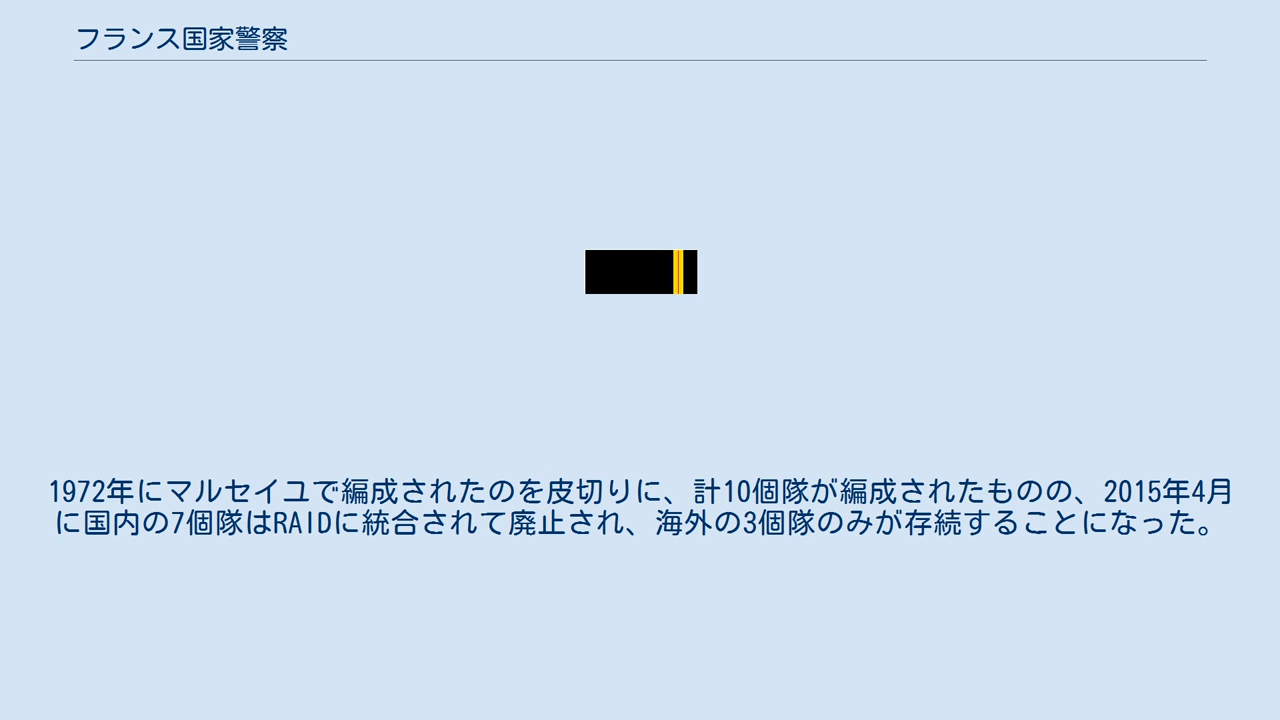 フランス国家警察
1972年にマルセイユで編成されたのを皮切りに、計10個隊が編成されたものの、2015年4月
に国内の7個隊はRAIDに統合されて廃止され、海外の3個隊のみが存続することになった。